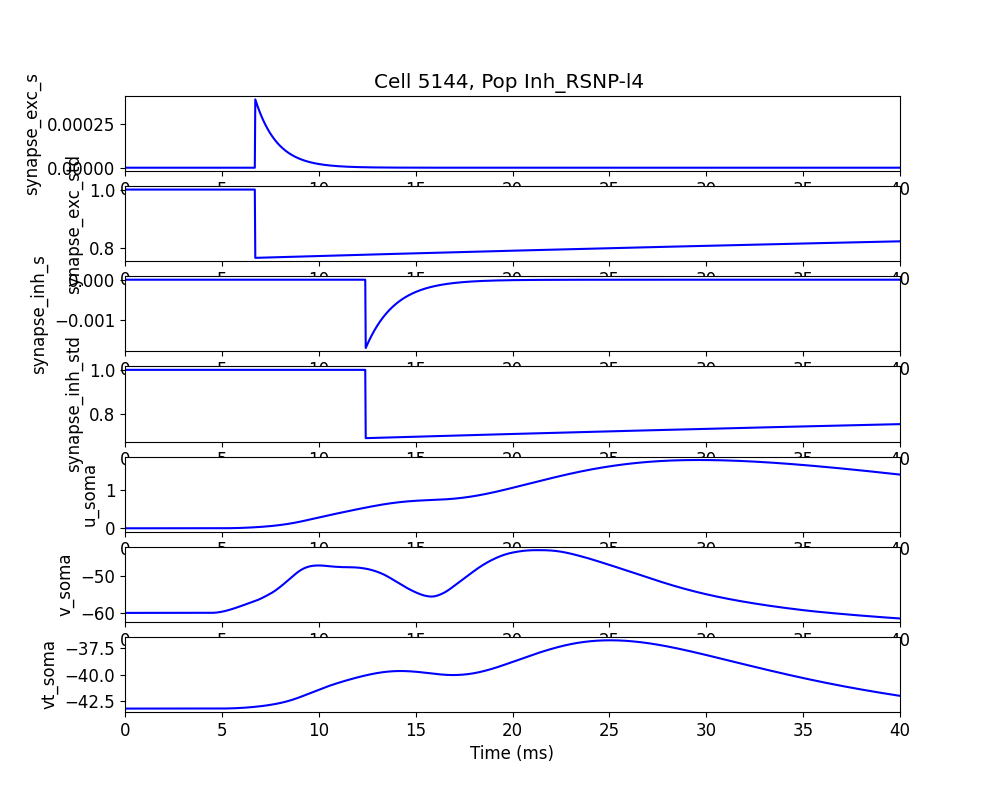 Cell 5144, Pop Inh_RSNP-l4
synapse_exc_s
0.00025
0.00000
synapse_exc_std
1.0
0.8
synapse_inh_s
0.000
−0.001
synapse_inh_std
1.0
0.8
u_soma
1
0
v_soma
−50
−60
vt_soma
−37.5
−40.0
−42.5
0 5 10 15 20 25 30 35 40
Time (ms)